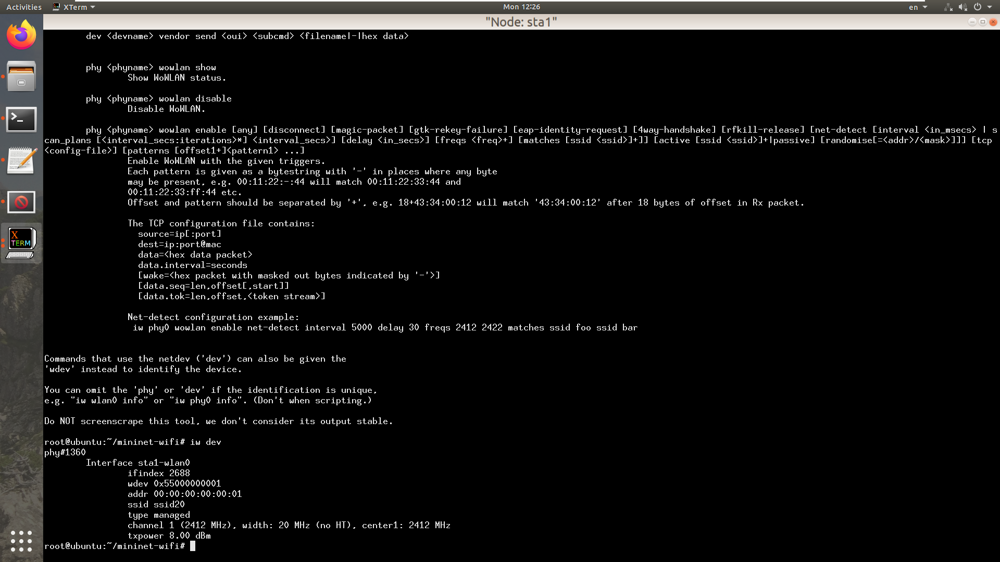 Activities XTerm Mon 12:26 en
"Node: sta1"
dev <devname> vendor send <oui> <subcmd> <filename|-|hex data>
phy <phyname> wowlan show
Show WoWLAN status.
phy <phyname> wowlan disable
Disable WoWLAN.
phy <phyname> wowlan enable [any] [disconnect] [magic-packet] [gtk-rekey-failure] [eap-identity-request] [4way-handshake] [rfkill-release] [net-detect [interval <in_msecs> | s
can_plans [<interval_secs:iterations>*] <interval_secs>] [delay <in_secs>] [freqs <freq>+] [matches [ssid <ssid>]+]] [active [ssid <ssid>]+|passive] [randomise[=<addr>/<mask>]]] [tcp
<config-file>] [patterns [offset1+]<pattern1> ...]
Enable WoWLAN with the given triggers.
Each pattern is given as a bytestring with '-' in places where any byte
may be present, e.g. 00:11:22:-:44 will match 00:11:22:33:44 and
00:11:22:33:ff:44 etc.
Offset and pattern should be separated by '+', e.g. 18+43:34:00:12 will match '43:34:00:12' after 18 bytes of offset in Rx packet.
The TCP configuration file contains:
source=ip[:port]
dest=ip:port@mac
data=<hex data packet>
data.interval=seconds
[wake=<hex packet with masked out bytes indicated by '-'>]
[data.seq=len,offset[,start]]
[data.tok=len,offset,<token stream>]
Net-detect configuration example:
iw phy0 wowlan enable net-detect interval 5000 delay 30 freqs 2412 2422 matches ssid foo ssid bar
Commands that use the netdev ('dev') can also be given the
'wdev' instead to identify the device.
You can omit the 'phy' or 'dev' if the identification is unique,
e.g. "iw wlan0 info" or "iw phy0 info". (Don't when scripting.)
Do NOT screenscrape this tool, we don't consider its output stable.
root@ubuntu:~/mininet-wifi# iw dev
phy#1360
Interface sta1-wlan0
ifindex 2688
wdev 0x55000000001
addr 00:00:00:00:00:01
ssid ssid20
type managed
channel 1 (2412 MHz), width: 20 MHz (no HT), center1: 2412 MHz
txpower 8.00 dBm
root@ubuntu:~/mininet-wifi#
X
TERM